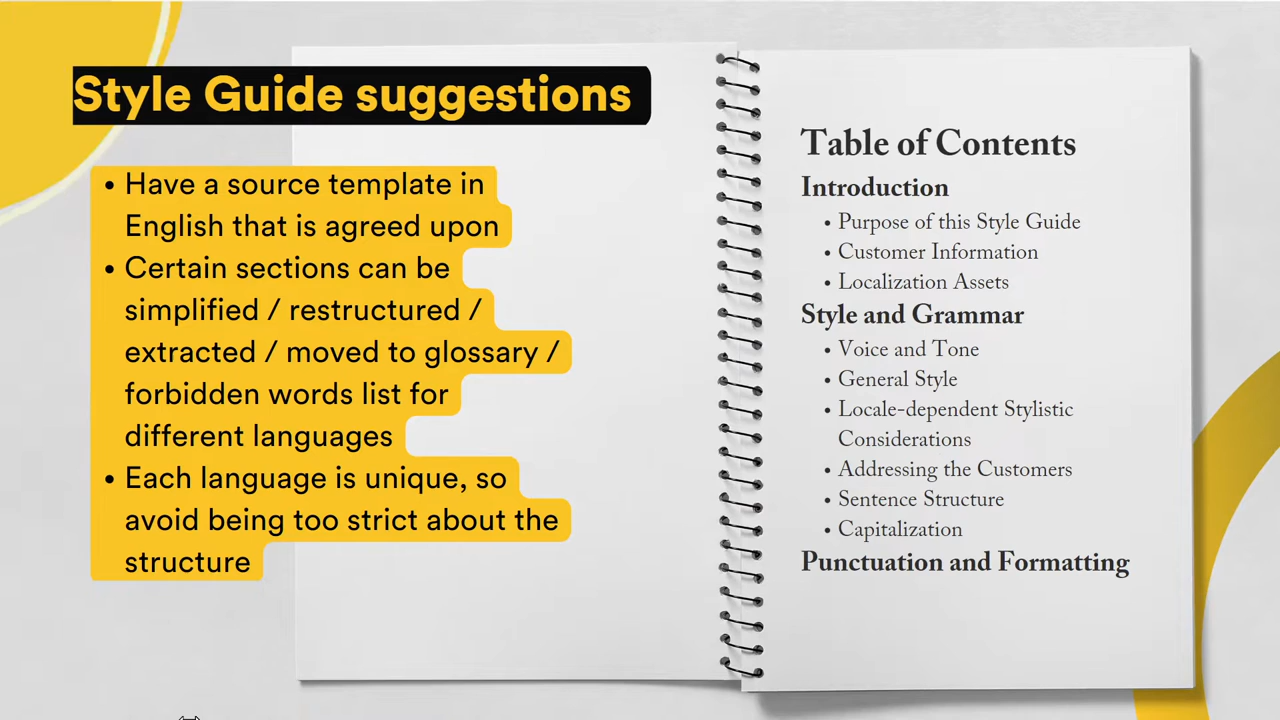 Style Guide suggestions
• Have a source template in
English that is agreed upon
• Certain sections can be
simplified / restructured /
extracted / moved to glossary /
forbidden words list for
different languages
• Each language is unique, so
avoid being too strict about the
structure
Table of Contents
Introduction
• Purpose of this Style Guide
• Customer Information
• Localization Assets
Style and Grammar
• Voice and Tone
• General Style
• Locale-dependent Stylistic
Considerations
• Addressing the Customers
• Sentence Structure
• Capitalization
Punctuation and Formatting